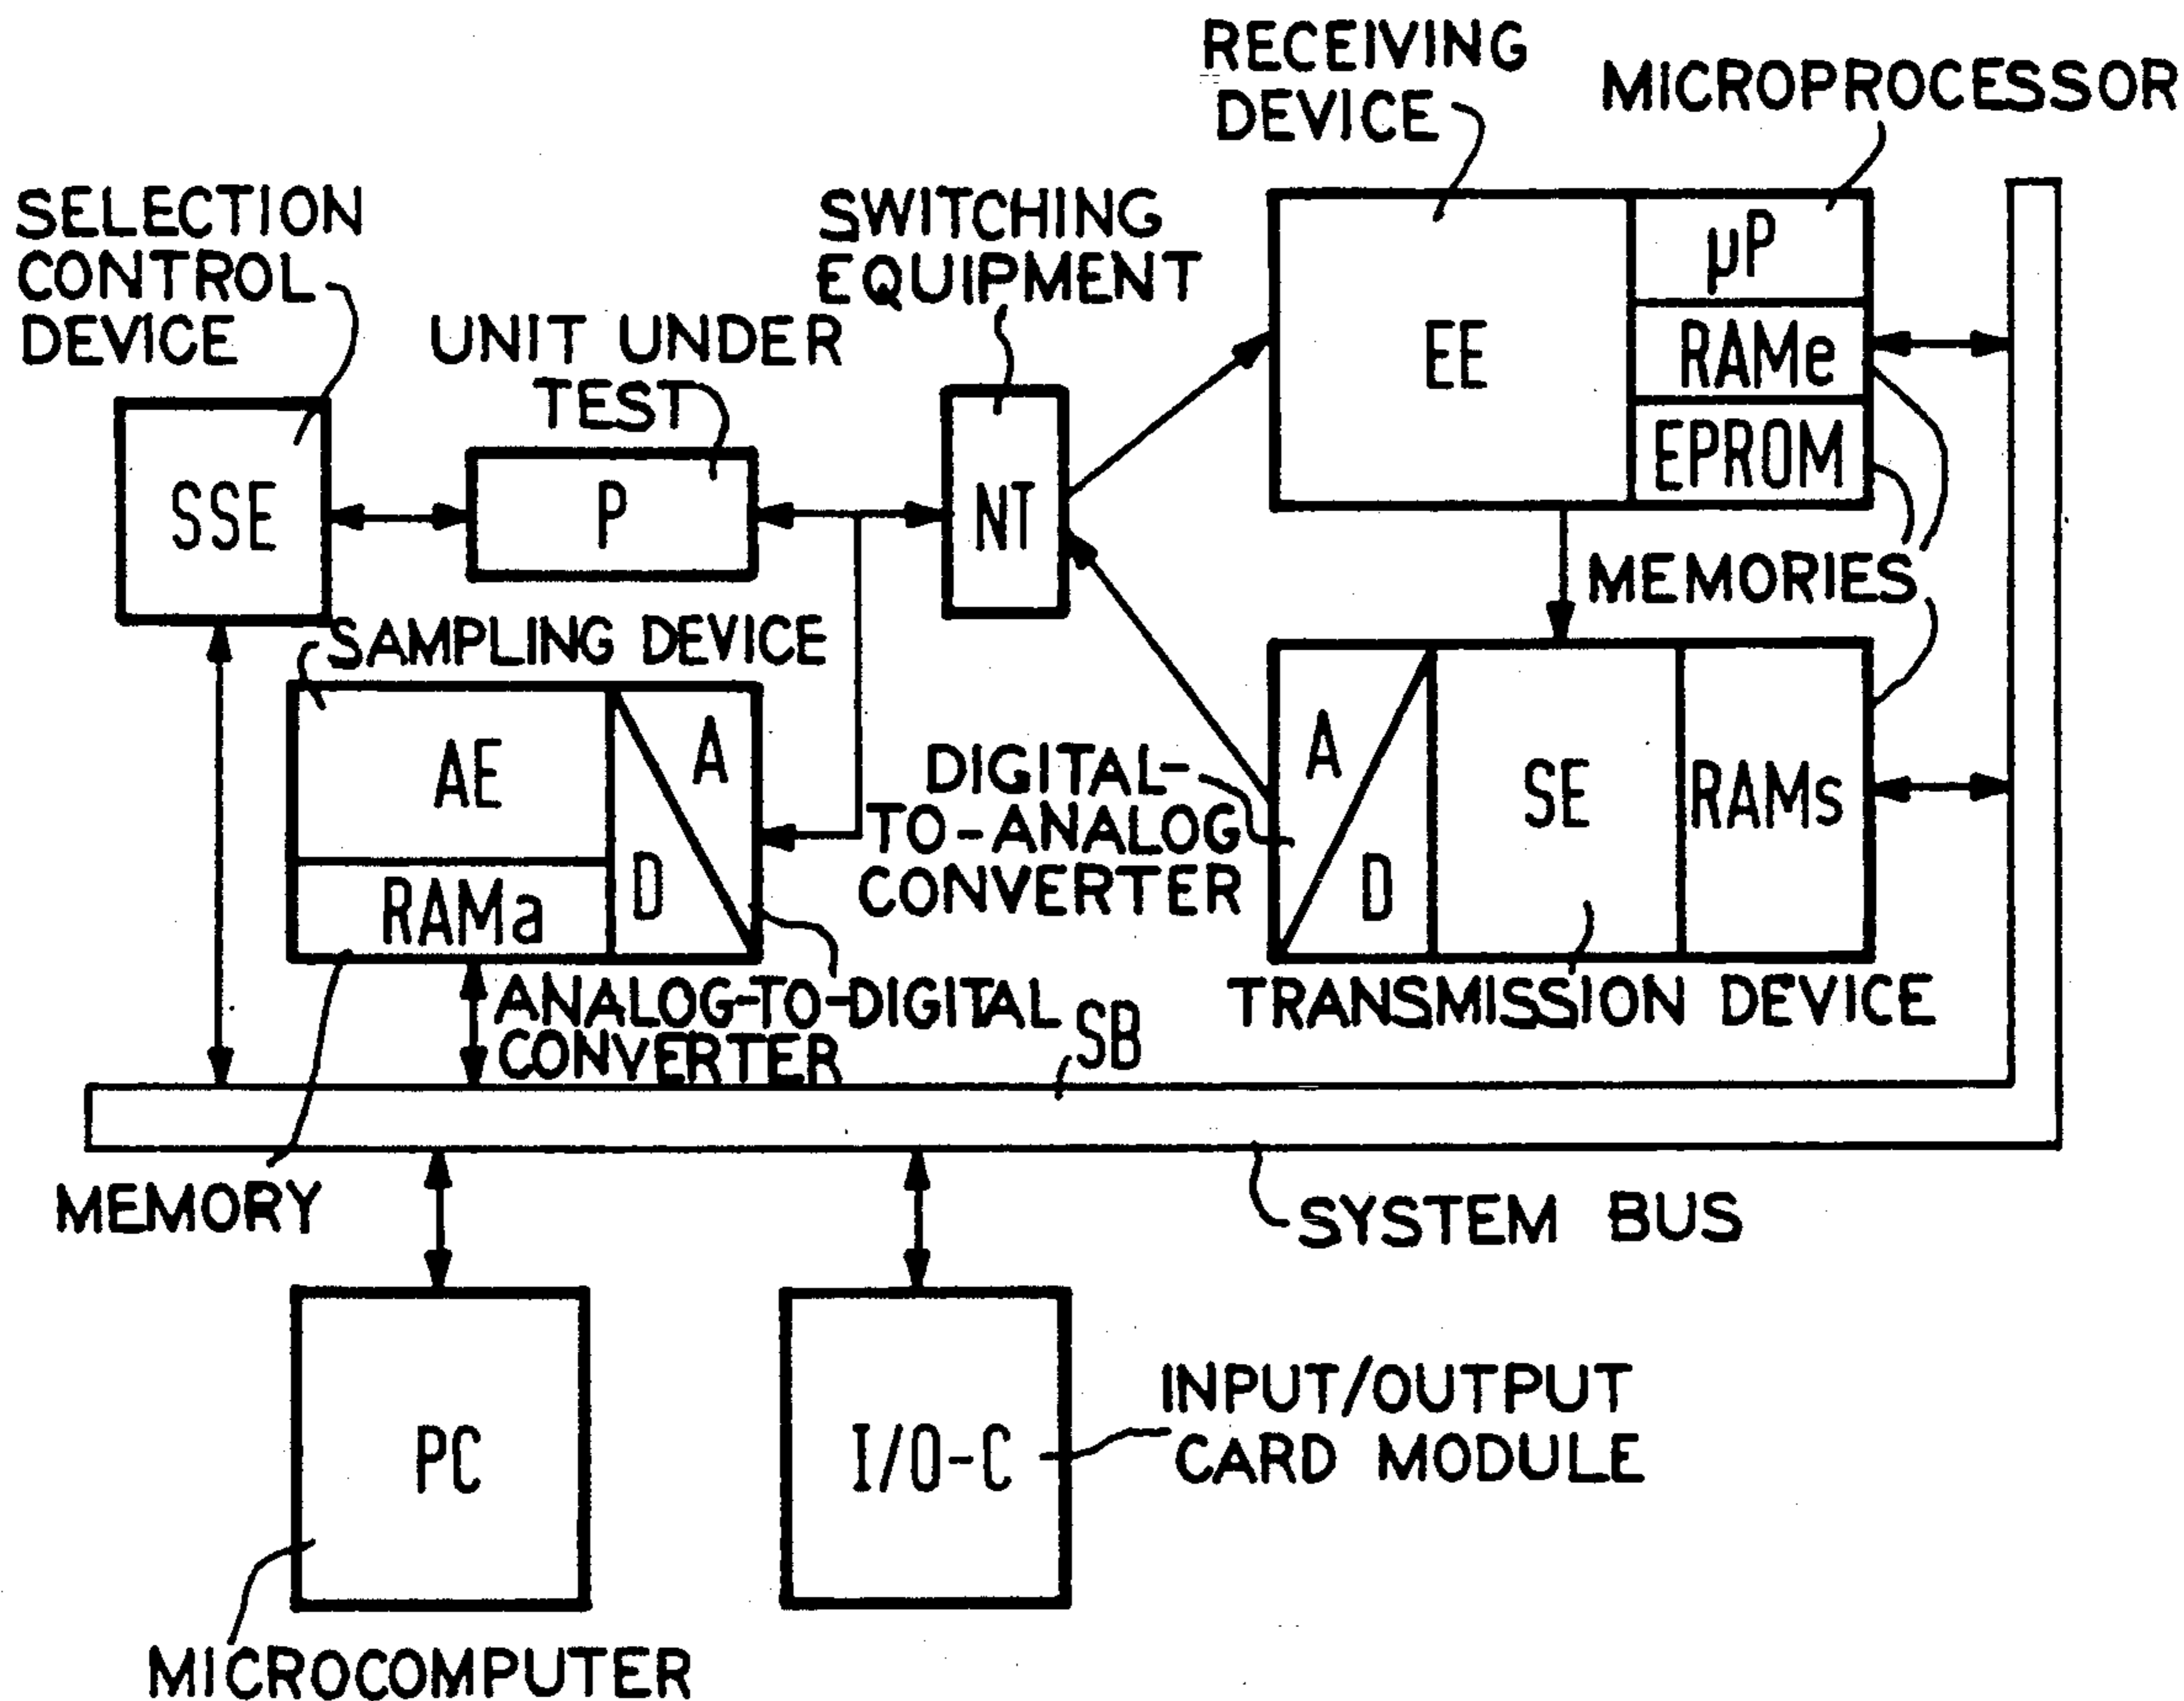 RECEIVING
DEVICE
MICROPROCESSOR
SELECTION
CONTROL
DEVICE
SWITCHING
EQUIPMENT
UNIT UNDER
TEST
µP
RAMe
EPROM
EE
SSE
P
NT
MEMORIES
SAMPLING DEVICE
AE
A
D
RAMa
DIGITAL-
TO-ANALOG
CONVERTER
A
D
SE
RAMs
ANALOG-TO-DIGITAL
CONVERTER
SB
TRANSMISSION DEVICE
MEMORY
SYSTEM BUS
PC
I/O-C
INPUT/OUTPUT
CARD MODULE
MICROCOMPUTER